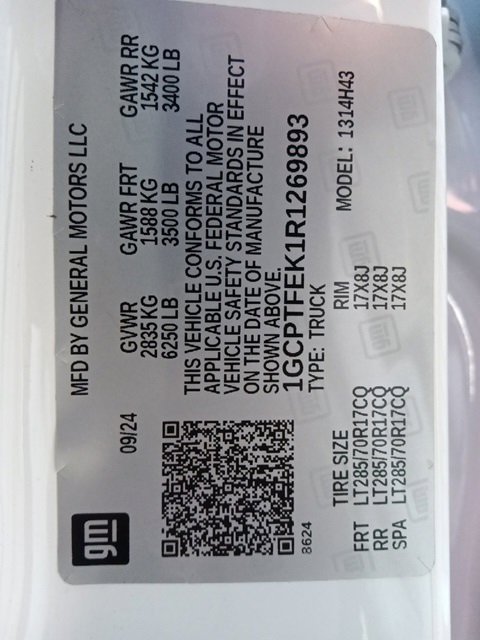 gm
MFD BY GENERAL MOTORS LLC
09/24
GVWR GAWR FRT GAWR RR
2835 KG 1588 KG 1542 KG
6250 LB 3500 LB 3400 LB
THIS VEHICLE CONFORMS TO ALL
APPLICABLE U.S. FEDERAL MOTOR
VEHICLE SAFETY STANDARDS IN EFFECT
ON THE DATE OF MANUFACTURE
SHOWN ABOVE.
1GCPTFEK1R1269893
TYPE: TRUCK MODEL: 1314H43
8624
TIRE SIZE RIM
FRT LT285/70R17CQ 17X8J
RR LT285/70R17CQ 17X8J
SPA LT285/70R17CQ 17X8J